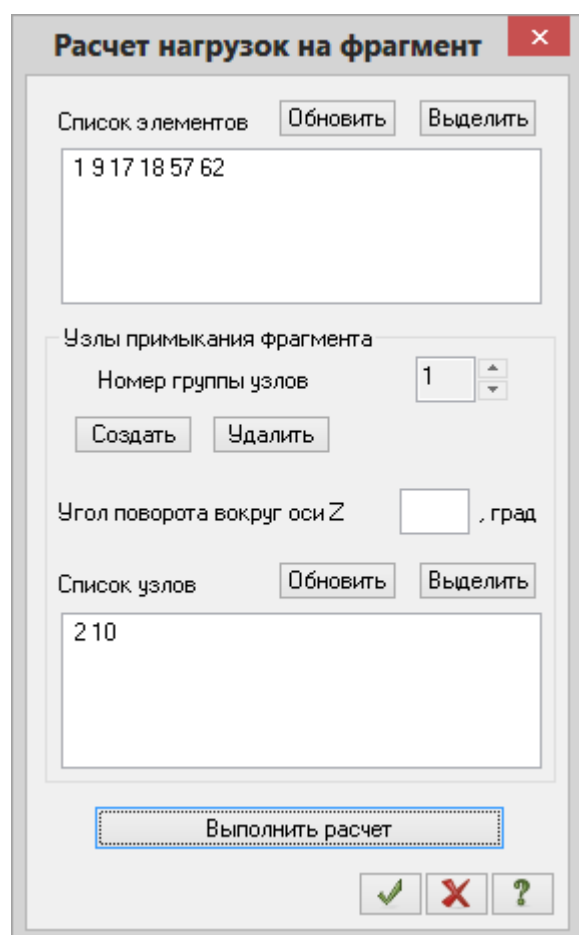 Расчет нагрузок на фрагмент
Список элементов Обновить Выделить
1 9 17 18 57 62
Узлы примыкания фрагмента
Номер группы узлов 1
Создать Удалить
Угол поворота вокруг оси Z , град
Список узлов Обновить Выделить
2 10
Выполнить расчет